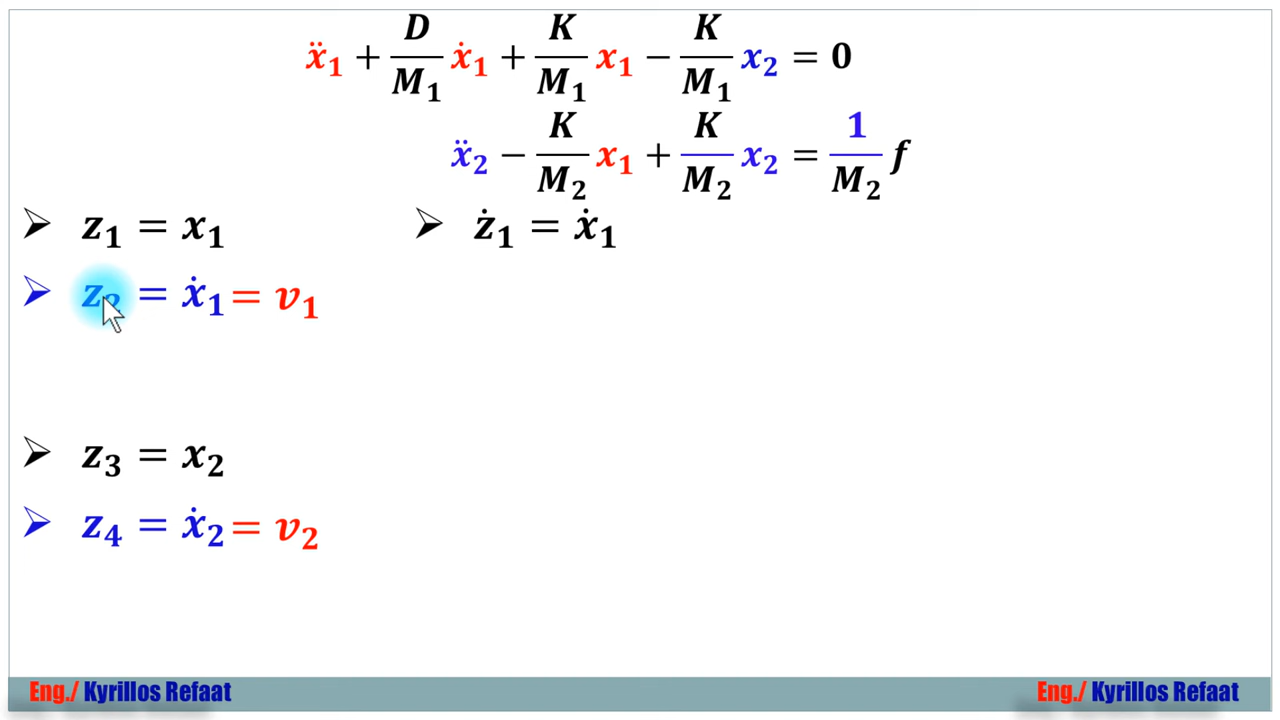 ẍ₁ + D/M₁ ẋ₁ + K/M₁ x₁ − K/M₁ x₂ = 0
ẍ₂ − K/M₂ x₁ + K/M₂ x₂ = 1/M₂ f
➢ z₁ = x₁ ➢ ż₁ = ẋ₁
➢ z₂ = ẋ₁ = v₁
➢ z₃ = x₂
➢ z₄ = ẋ₂ = v₂
Eng./ Kyrillos Refaat Eng./ Kyrillos Refaat